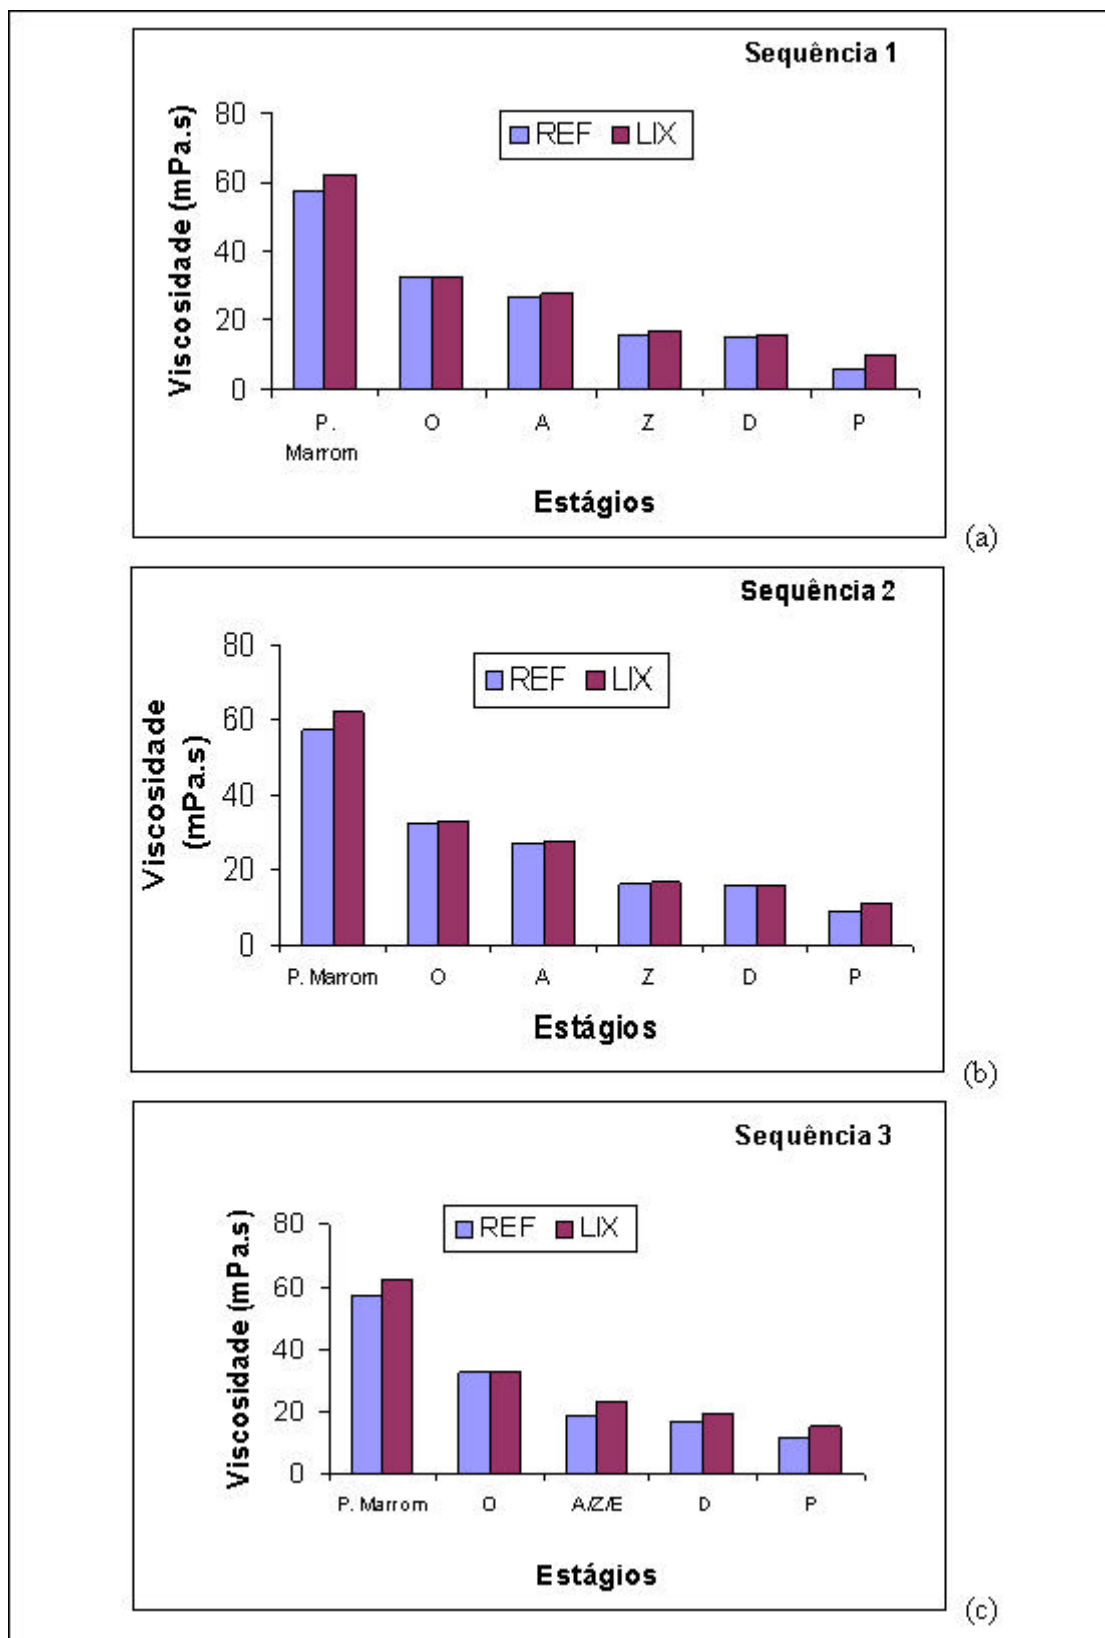 Sequência 1
Viscosidade (mPa.s)
80
60
40
20
0
REF LIX
P. Marrom O A Z D P
Estágios
(a)
Sequência 2
Viscosidade
(mPa.s)
80
60
40
20
0
REF LIX
P. Marrom O A Z D P
Estágios
(b)
Sequência 3
Viscosidade (mPa.s)
80
60
40
20
0
REF LIX
P. Marrom O A/Z/E D P
Estágios
(c)